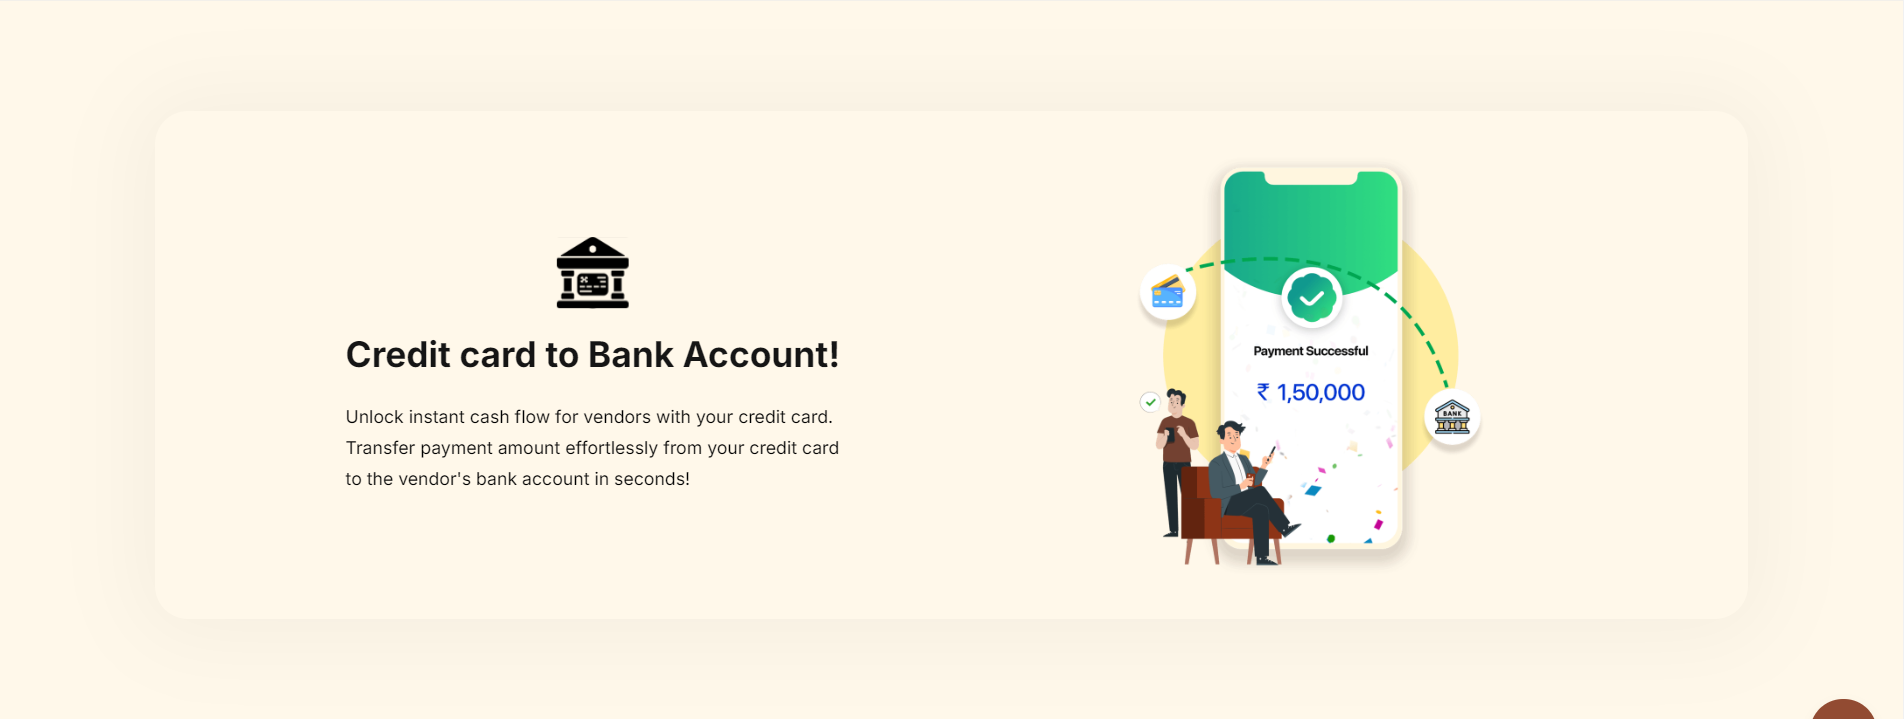 Credit card to Bank Account!
Unlock instant cash flow for vendors with your credit card.
Transfer payment amount effortlessly from your credit card
to the vendor's bank account in seconds!
Payment Successful
₹ 1,50,000
BANK